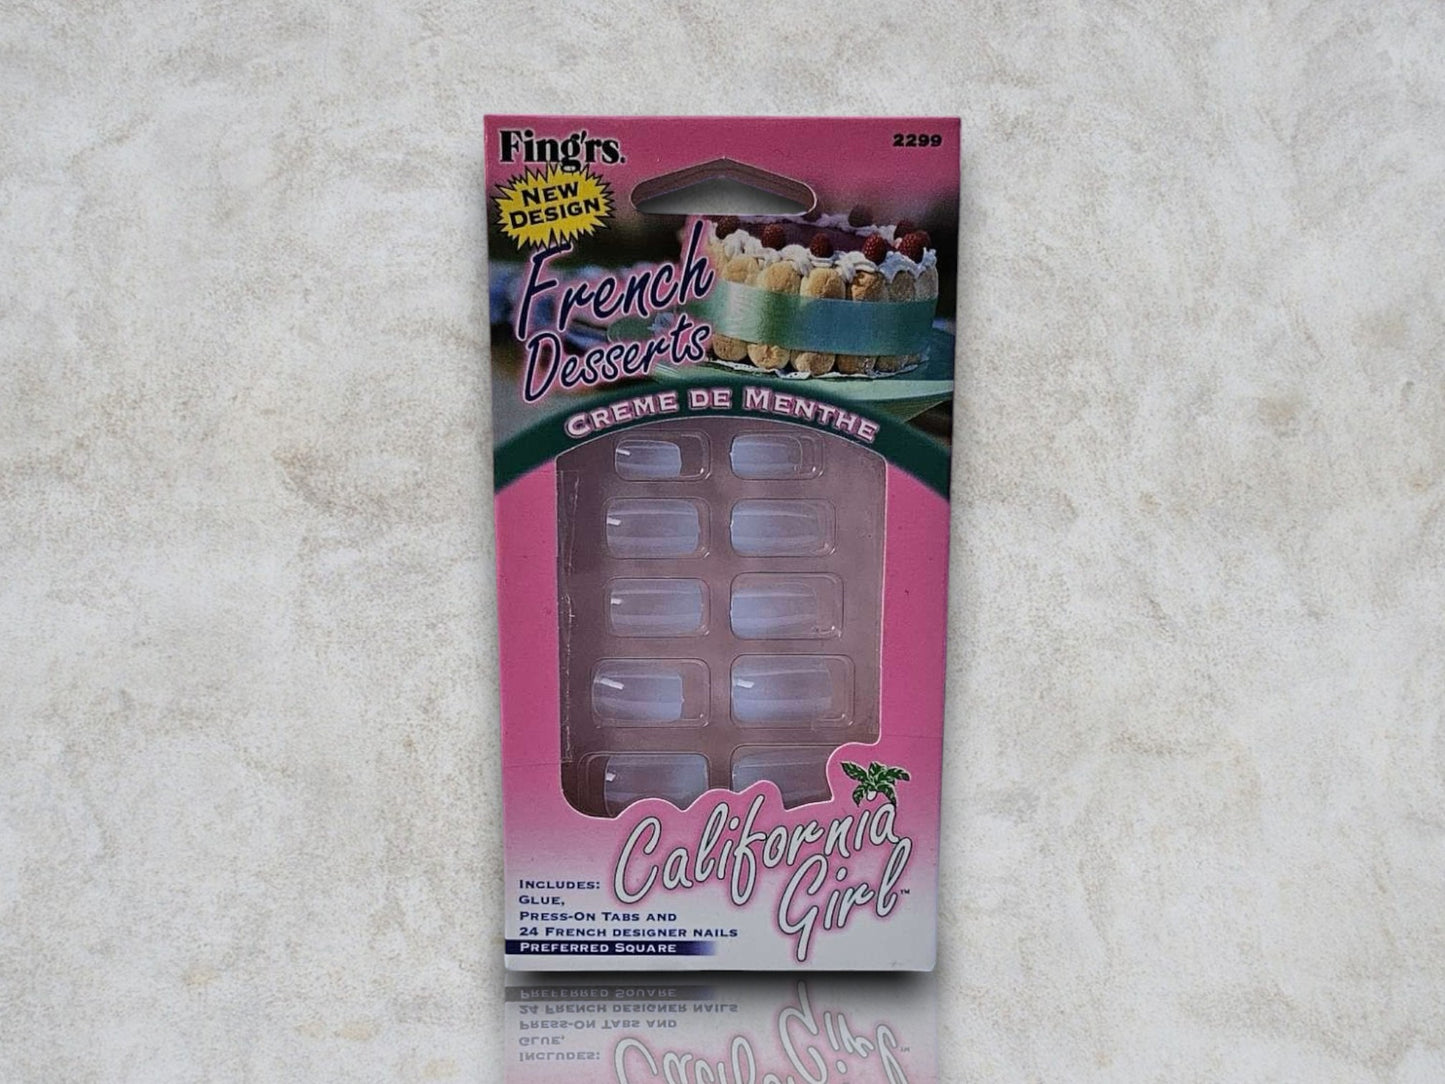 Fing'rs.
2299
NEW
DESIGN
French
Desserts
CREME DE MENTHE
California
Girl™
INCLUDES:
GLUE,
PRESS-ON TABS AND
24 FRENCH DESIGNER NAILS
PREFERRED SQUARE